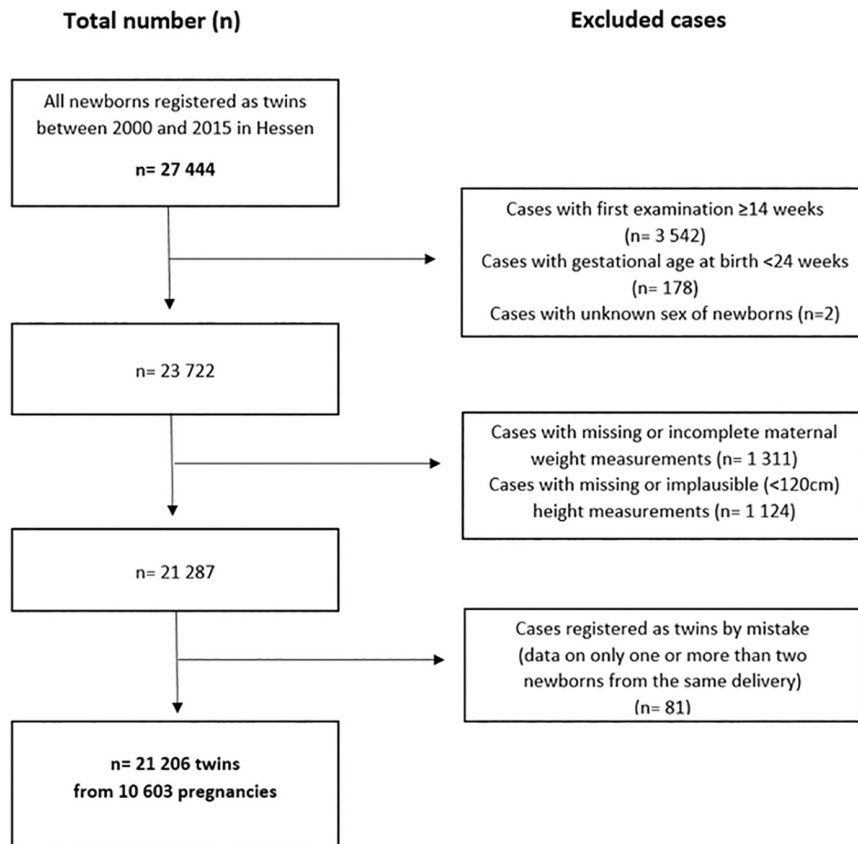 Total number (n)
Excluded cases
All newborns registered as twins
between 2000 and 2015 in Hessen
n= 27 444
Cases with first examination ≥14 weeks
(n= 3 542)
Cases with gestational age at birth <24 weeks
(n= 178)
Cases with unknown sex of newborns (n=2)
n= 23 722
Cases with missing or incomplete maternal
weight measurements (n= 1 311)
Cases with missing or implausible (<120cm)
height measurements (n= 1 124)
n= 21 287
Cases registered as twins by mistake
(data on only one or more than two
newborns from the same delivery)
(n= 81)
n= 21 206 twins
from 10 603 pregnancies